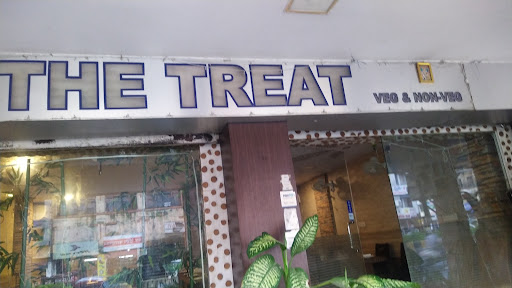 THE TREAT
VEG & NON-VEG